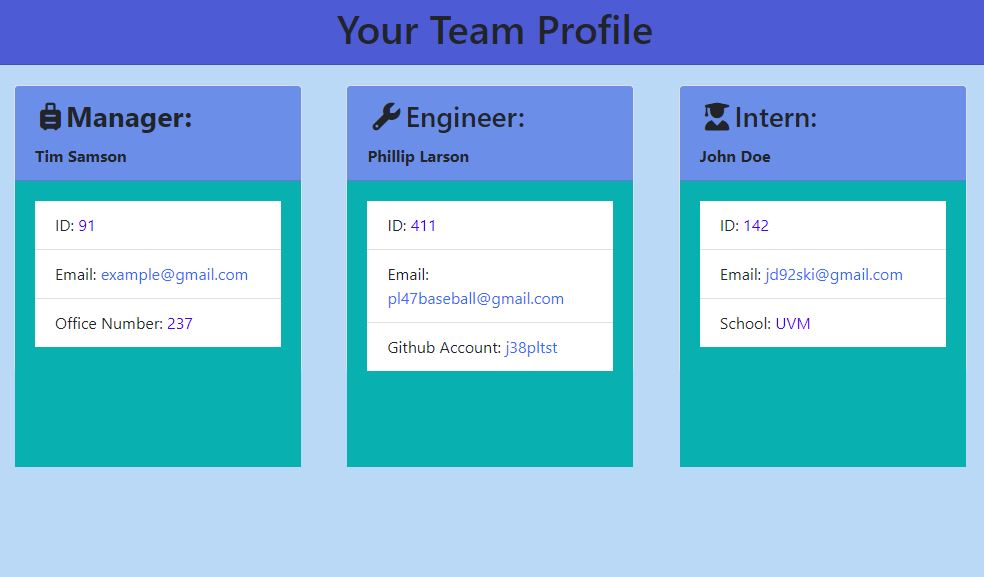 Your Team Profile
Manager:
Tim Samson
ID: 91
Email: example@gmail.com
Office Number: 237
Engineer:
Phillip Larson
ID: 411
Email:
pl47baseball@gmail.com
Github Account: j38pltst
Intern:
John Doe
ID: 142
Email: jd92ski@gmail.com
School: UVM